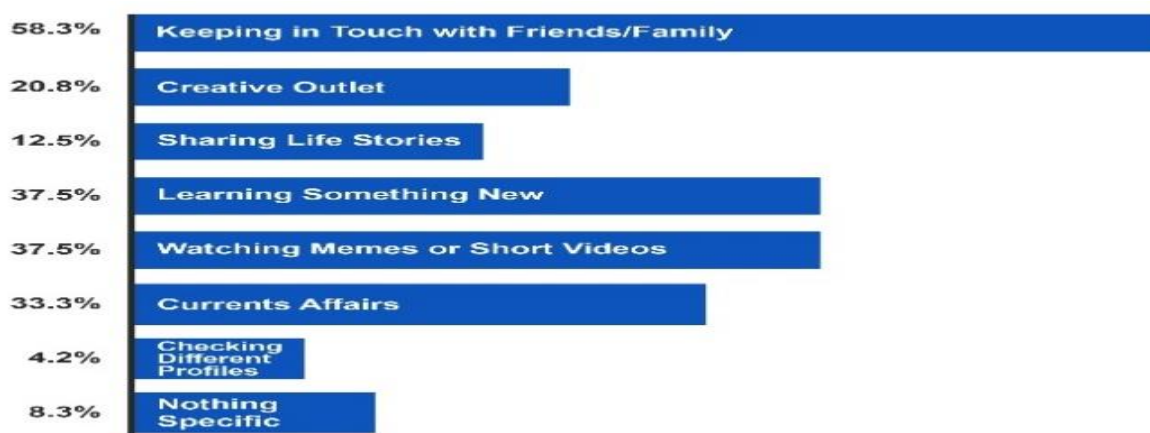 58.3% Keeping in Touch with Friends/Family
20.8% Creative Outlet
12.5% Sharing Life Stories
37.5% Learning Something New
37.5% Watching Memes or Short Videos
33.3% Currents Affairs
4.2% Checking
Different
Profiles
8.3% Nothing
Specific